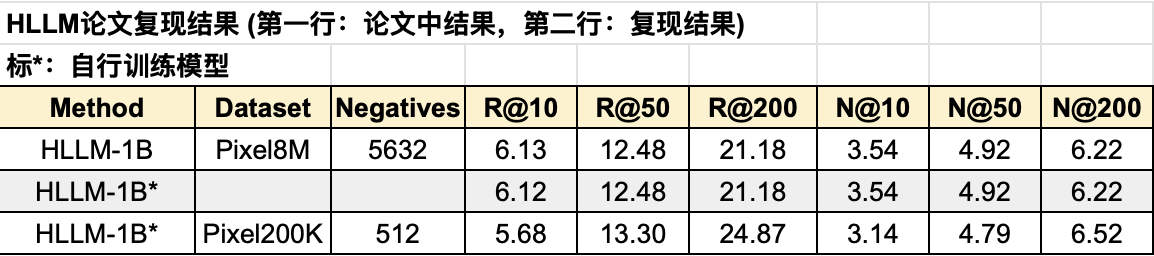 HLLM论文复现结果 (第一行：论文中结果，第二行：复现结果)
标*：自行训练模型
Method Dataset Negatives R@10 R@50 R@200 N@10 N@50 N@200
HLLM-1B Pixel8M 5632 6.13 12.48 21.18 3.54 4.92 6.22
HLLM-1B* 6.12 12.48 21.18 3.54 4.92 6.22
HLLM-1B* Pixel200K 512 5.68 13.30 24.87 3.14 4.79 6.52